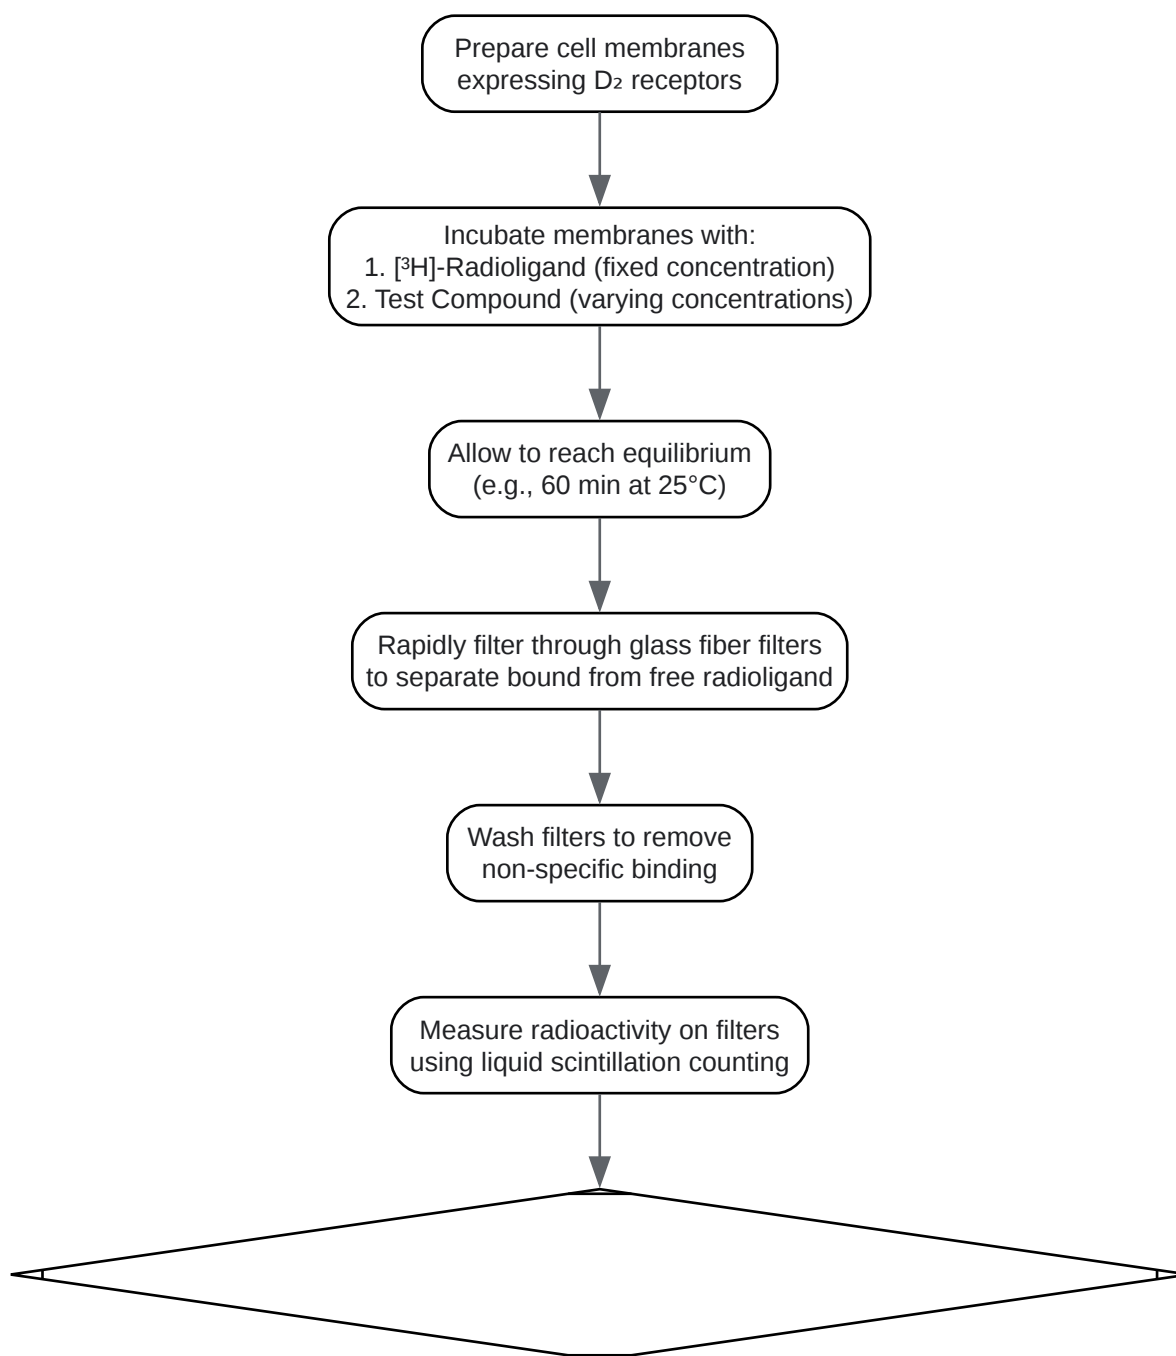 Prepare cell membranes
expressing D₂ receptors
Incubate membranes with:
1. [³H]-Radioligand (fixed concentration)
2. Test Compound (varying concentrations)
Allow to reach equilibrium
(e.g., 60 min at 25°C)
Rapidly filter through glass fiber filters
to separate bound from free radioligand
Wash filters to remove
non-specific binding
Measure radioactivity on filters
using liquid scintillation counting